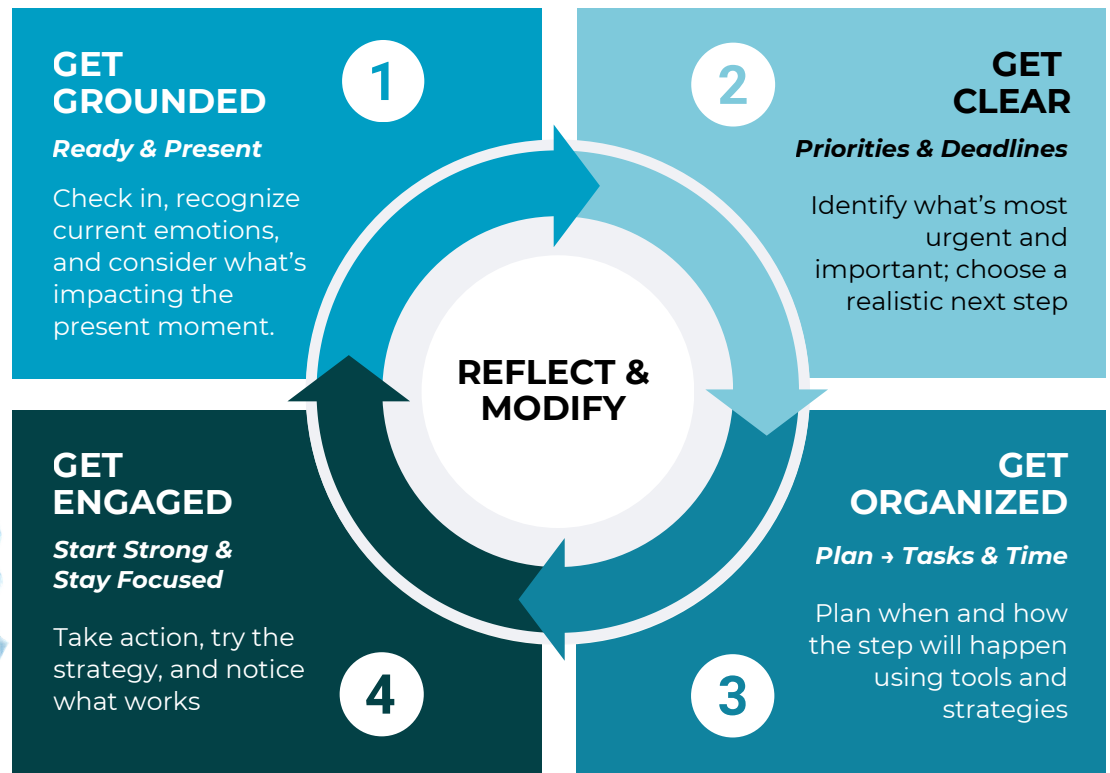 GET
GROUNDED
1
Ready & Present
Check in, recognize
current emotions,
and consider what’s
impacting the
present moment.
2
GET
CLEAR
Priorities & Deadlines
Identify what’s most
urgent and
important; choose a
realistic next step
REFLECT &
MODIFY
GET
ORGANIZED
Plan → Tasks & Time
Plan when and how
the step will happen
using tools and
strategies
3
GET
ENGAGED
Start Strong &
Stay Focused
Take action, try the
strategy, and notice
what works
4